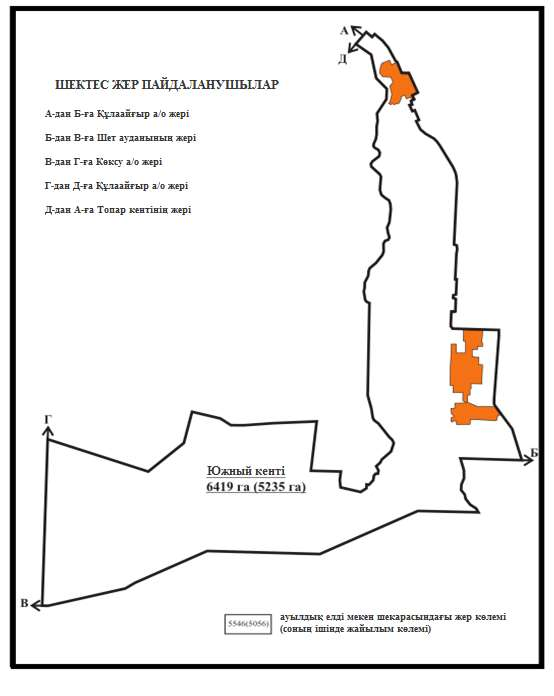 А
Д
ШЕКТЕС ЖЕР ПАЙДАЛАНУШЫЛАР
А-дан Б-ға Құлаайғыр а/о жері
Б-дан В-ға Шет ауданының жері
В-дан Г-ға Көксу а/о жері
Г-дан Д-ға Құлаайғыр а/о жері
Д-дан А-ға Топар кентінің жері
Г
Б
Южный кенті
6419 га (5235 га)
В
5546(5056)
ауылдық елді мекен шекарасындағы жер көлемі
(соның ішінде жайылым көлемі)